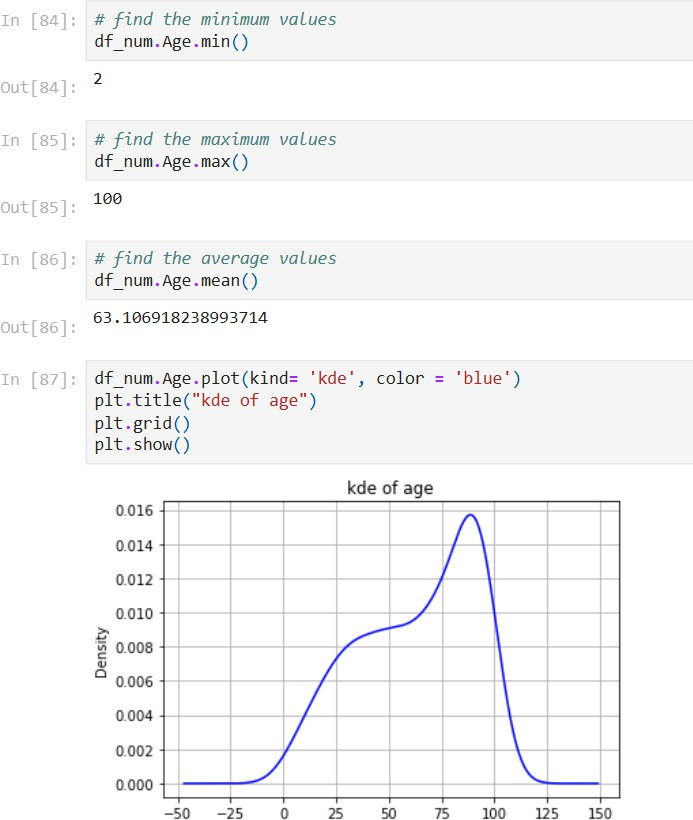 In [84]:
# find the minimum values
df_num.Age.min()
Out[84]:
2
In [85]:
# find the maximum values
df_num.Age.max()
Out[85]:
100
In [86]:
# find the average values
df_num.Age.mean()
Out[86]:
63.106918238993714
In [87]:
df_num.Age.plot(kind= 'kde', color = 'blue')
plt.title("kde of age")
plt.grid()
plt.show()
kde of age
Density
0.016
0.014
0.012
0.010
0.008
0.006
0.004
0.002
0.000
−50 −25 0 25 50 75 100 125 150